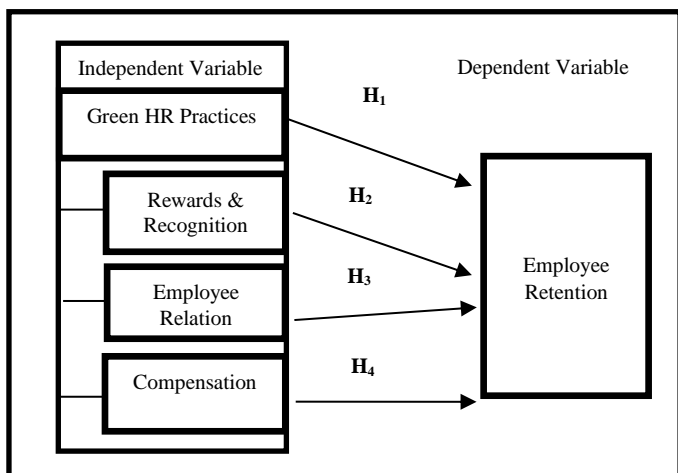 Independent Variable
Dependent Variable
Green HR Practices
H₁
Rewards &
Recognition
H₂
Employee
Relation
H₃
Compensation
H₄
Employee
Retention